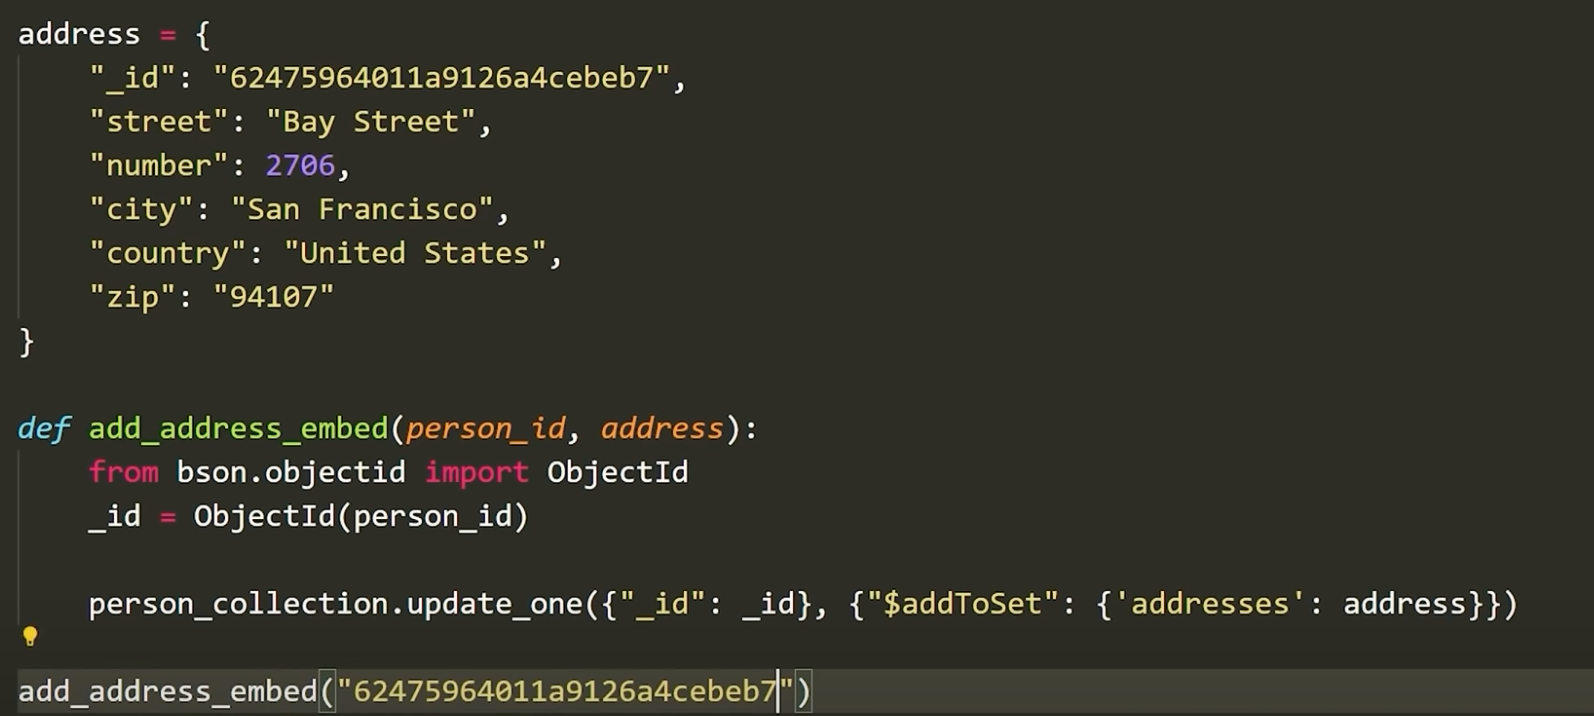 address = {
    "_id": "62475964011a9126a4cebeb7",
    "street": "Bay Street",
    "number": 2706,
    "city": "San Francisco",
    "country": "United States",
    "zip": "94107"
}
def add_address_embed(person_id, address):
    from bson.objectid import ObjectId
    _id = ObjectId(person_id)
    person_collection.update_one({"_id": _id}, {"$addToSet": {'addresses': address}})
add_address_embed("62475964011a9126a4cebeb7")